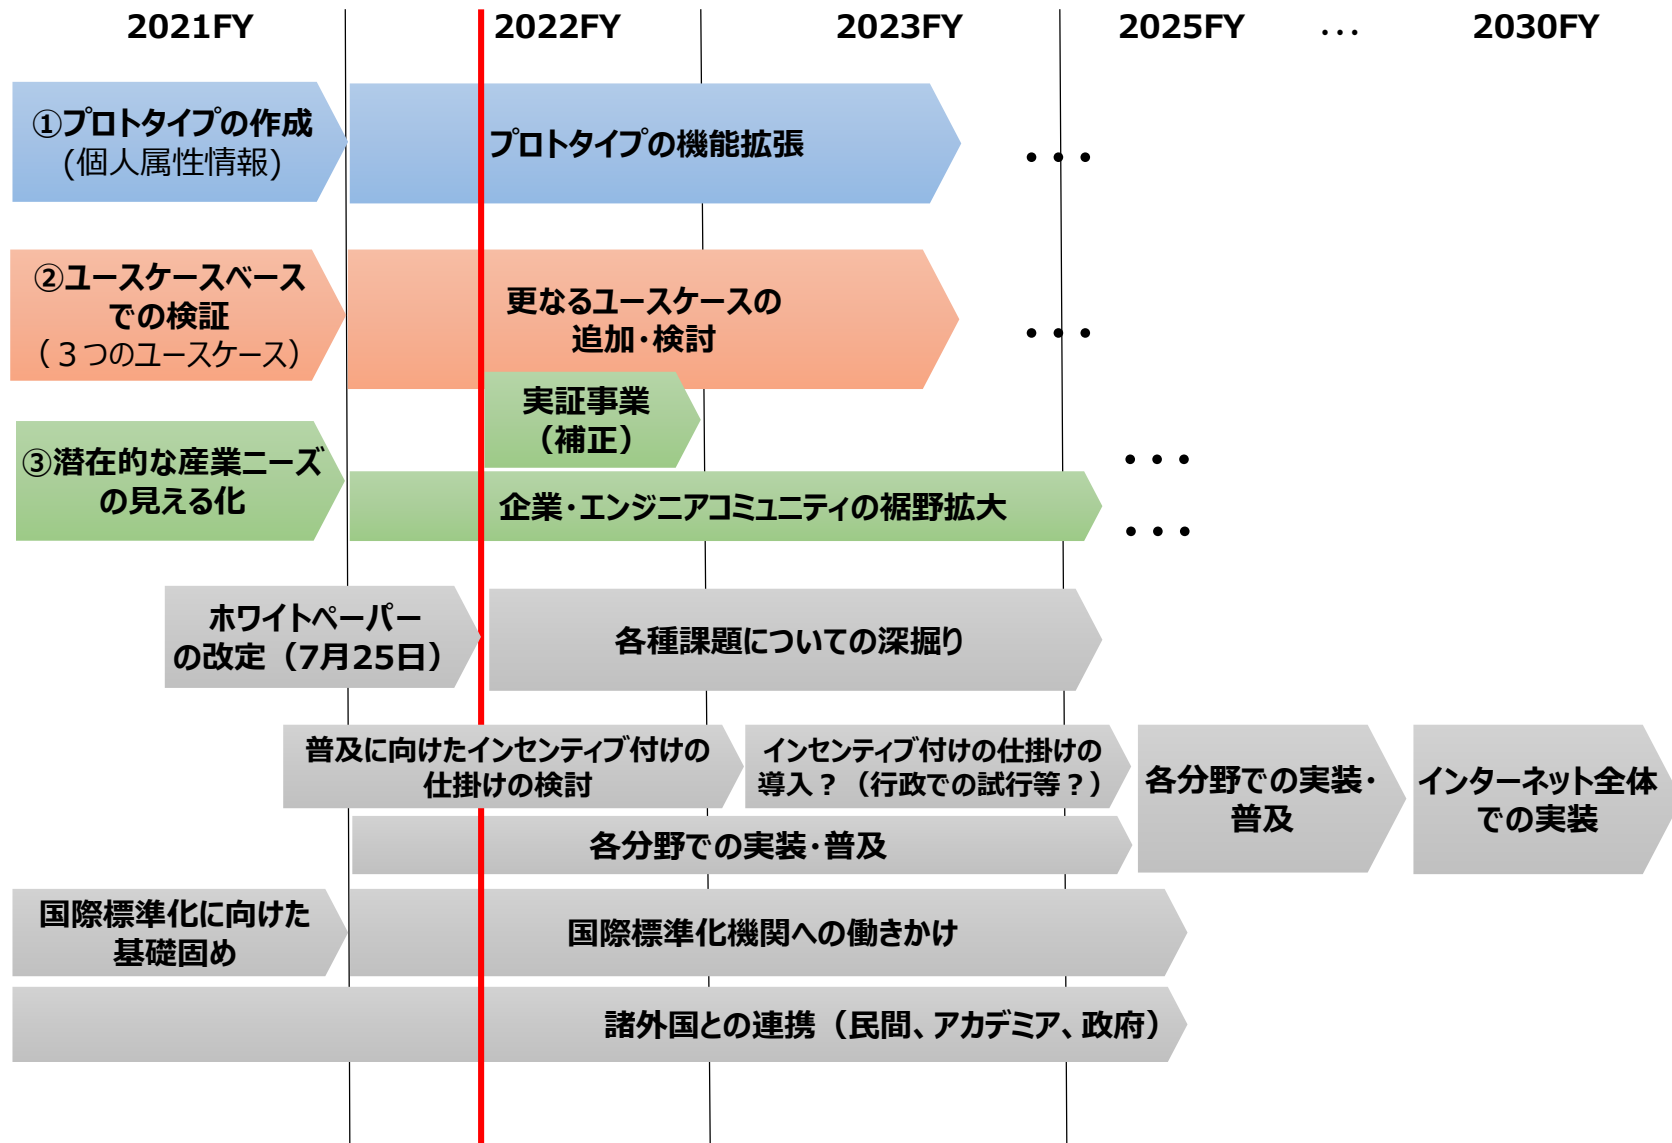 2021FY
2022FY
2023FY
2025FY
...
2030FY
①プロトタイプの作成
(個人属性情報)
プロトタイプの機能拡張
•••
②ユースケースベース
での検証
（３つのユースケース）
更なるユースケースの
追加・検討
•••
実証事業
（補正）
③潜在的な産業ニーズ
の見える化
•••
企業・エンジニアコミュニティの裾野拡大
•••
ホワイトペーパー
の改定（7月25日）
各種課題についての深掘り
普及に向けたインセンティブ付けの
仕掛けの検討
インセンティブ付けの仕掛けの
導入？（行政での試行等？）
各分野での実装・
普及
インターネット全体
での実装
各分野での実装・普及
国際標準化に向けた
基礎固め
国際標準化機関への働きかけ
諸外国との連携（民間、アカデミア、政府）